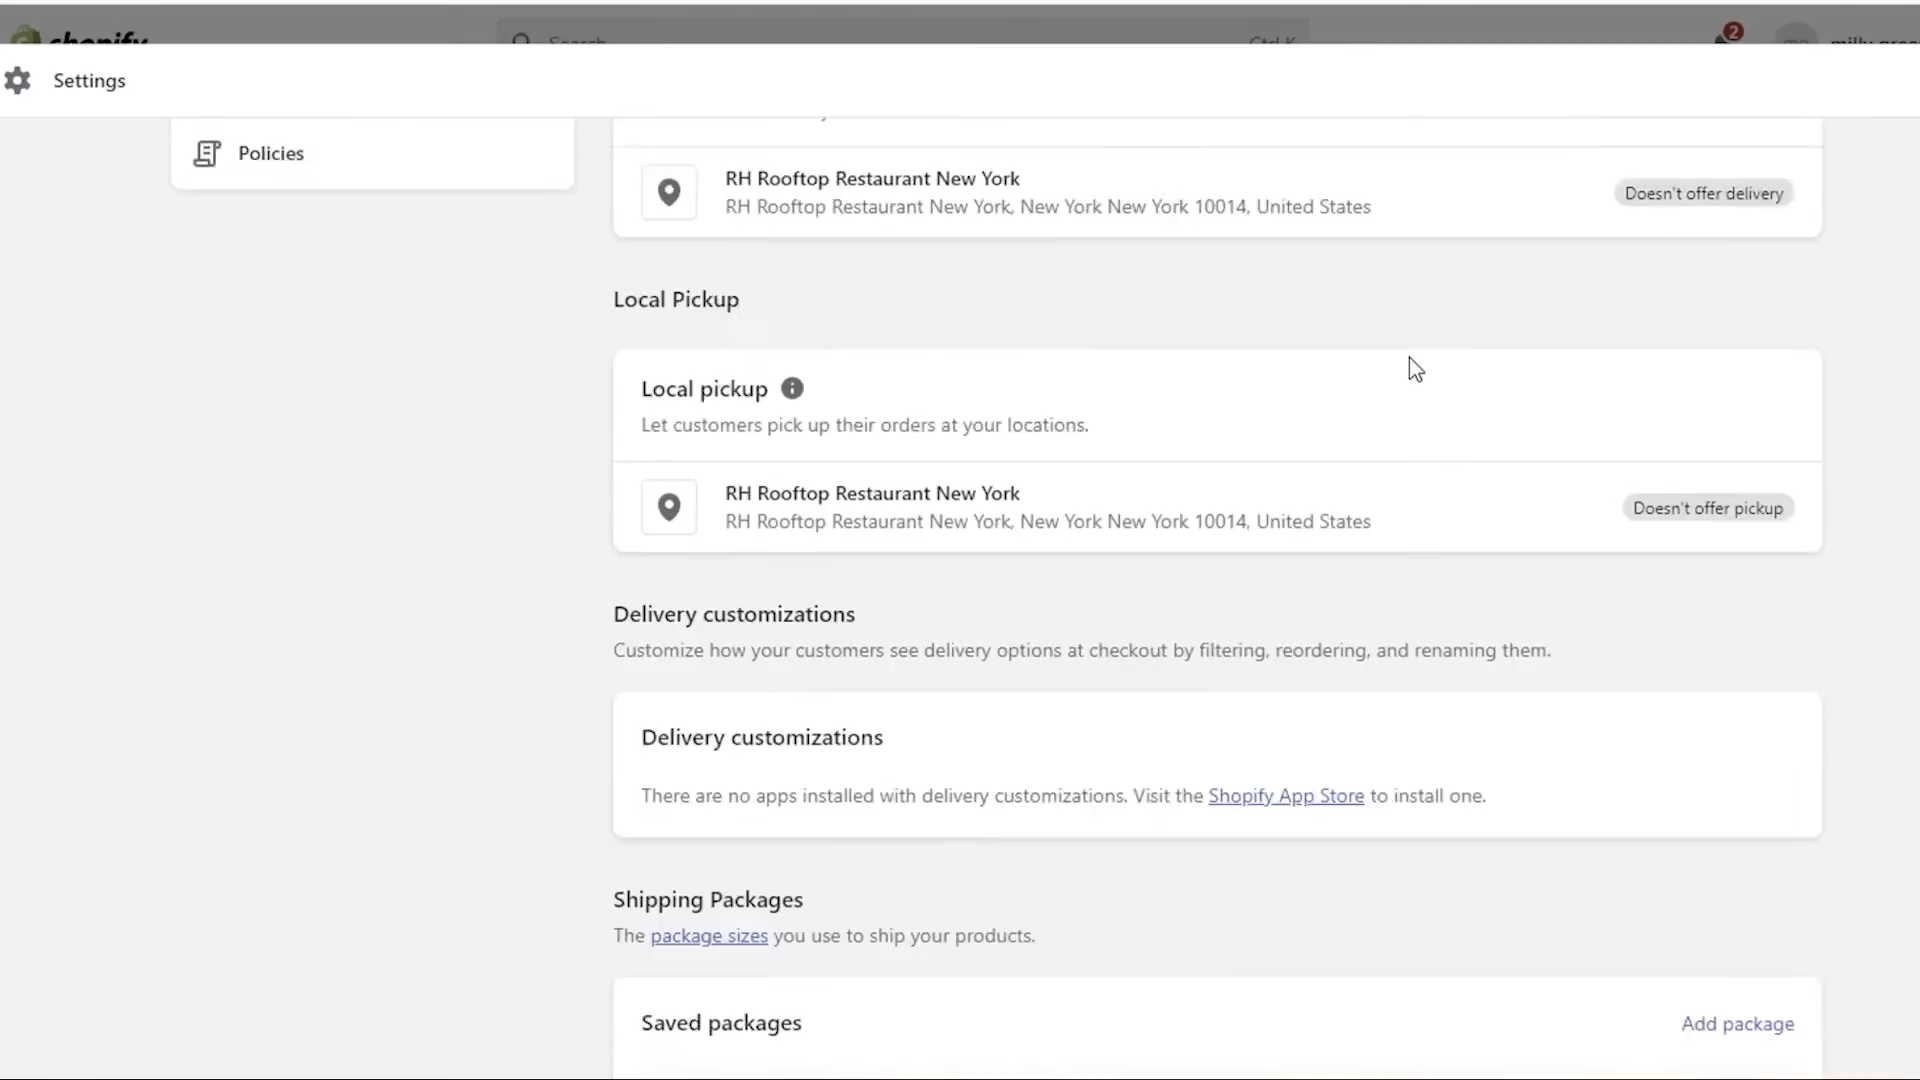 shopify
Search
Ctrl K
2
Settings
Policies
RH Rooftop Restaurant New York
RH Rooftop Restaurant New York, New York New York 10014, United States
Doesn't offer delivery
Local Pickup
Local pickup
Let customers pick up their orders at your locations.
RH Rooftop Restaurant New York
RH Rooftop Restaurant New York, New York New York 10014, United States
Doesn't offer pickup
Delivery customizations
Customize how your customers see delivery options at checkout by filtering, reordering, and renaming them.
Delivery customizations
There are no apps installed with delivery customizations. Visit the Shopify App Store to install one.
Shipping Packages
The package sizes you use to ship your products.
Saved packages
Add package